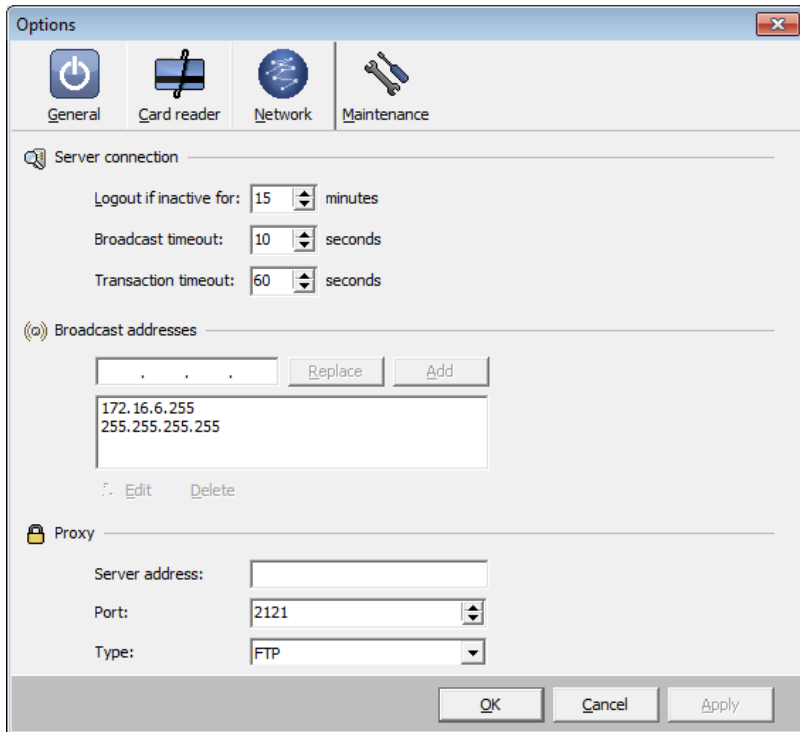 Options
General Card reader Network Maintenance
Server connection
Logout if inactive for: 15 minutes
Broadcast timeout: 10 seconds
Transaction timeout: 60 seconds
Broadcast addresses
. . . Replace Add
172.16.6.255
255.255.255.255
Edit Delete
Proxy
Server address:
Port: 2121
Type: FTP
OK Cancel Apply